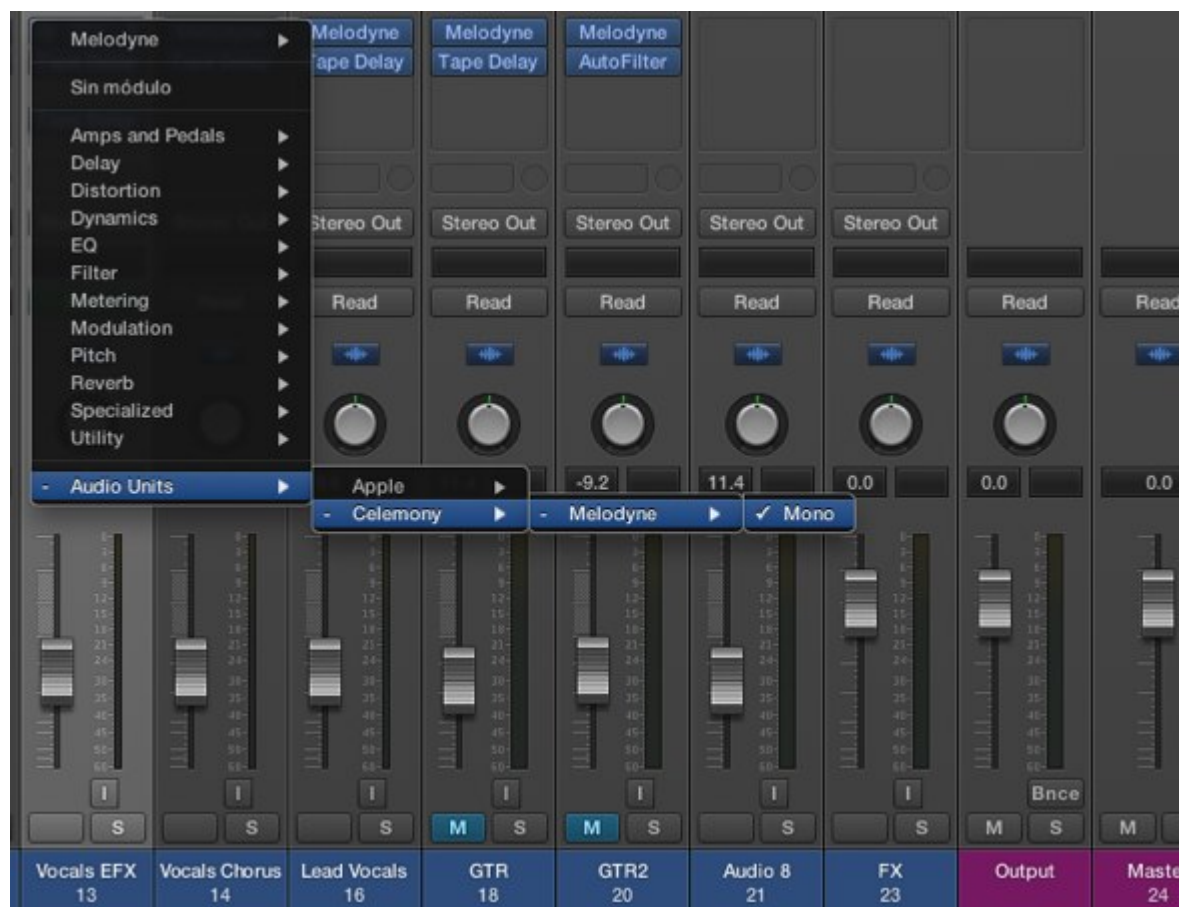 Melodyne
Sin módulo
Amps and Pedals
Delay
Distortion
Dynamics
EQ
Filter
Metering
Modulation
Pitch
Reverb
Specialized
Utility
- Audio Units
Apple
- Celemony
- Melodyne
✓ Mono
Melodyne Melodyne Melodyne
Tape Delay Tape Delay AutoFilter
Stereo Out Stereo Out Stereo Out Stereo Out Stereo Out
Read Read Read Read Read Read Read
-9.2 11.4 0.0 0.0 0.0
I I I I I I I Bnce
S S S M S M S S S M S M
Vocals EFX Vocals Chorus Lead Vocals GTR GTR2 Audio 8 FX Output Maste
13 14 16 18 20 21 23 24